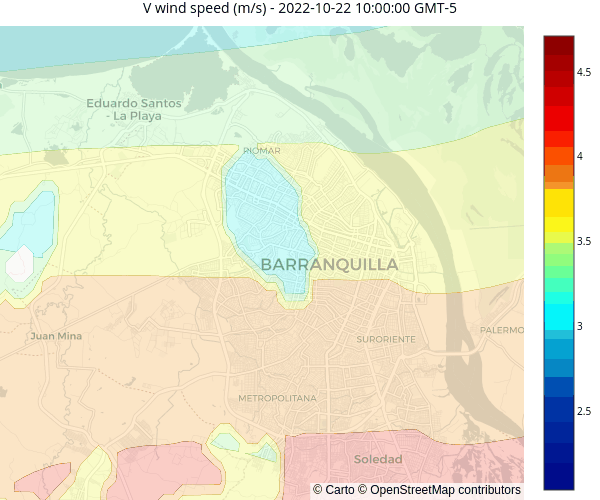 V wind speed (m/s) - 2022-10-22 10:00:00 GMT-5
4.5
Eduardo Santos
- La Playa
RIOMAR
4
3.5
BARRANQUILLA
3
Juan Mina
SURORIENTE
PALERMO
METROPOLITANA
2.5
Soledad
© Carto © OpenStreetMap contributors